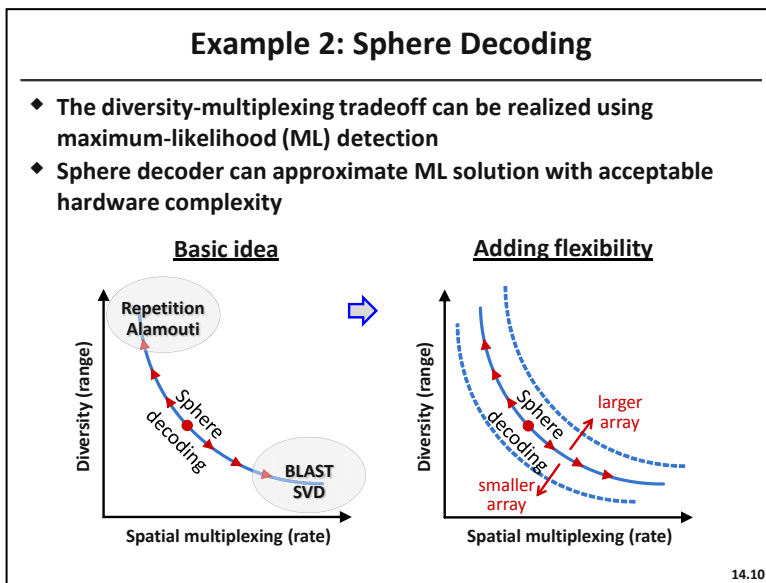 Example 2: Sphere Decoding
◆ The diversity-multiplexing tradeoff can be realized using
maximum-likelihood (ML) detection
◆ Sphere decoder can approximate ML solution with acceptable
hardware complexity
Basic idea
Diversity (range)
Repetition
Alamouti
Sphere
decoding
BLAST
SVD
Spatial multiplexing (rate)
Adding flexibility
Diversity (range)
Sphere
decoding
larger
array
smaller
array
Spatial multiplexing (rate)
14.10